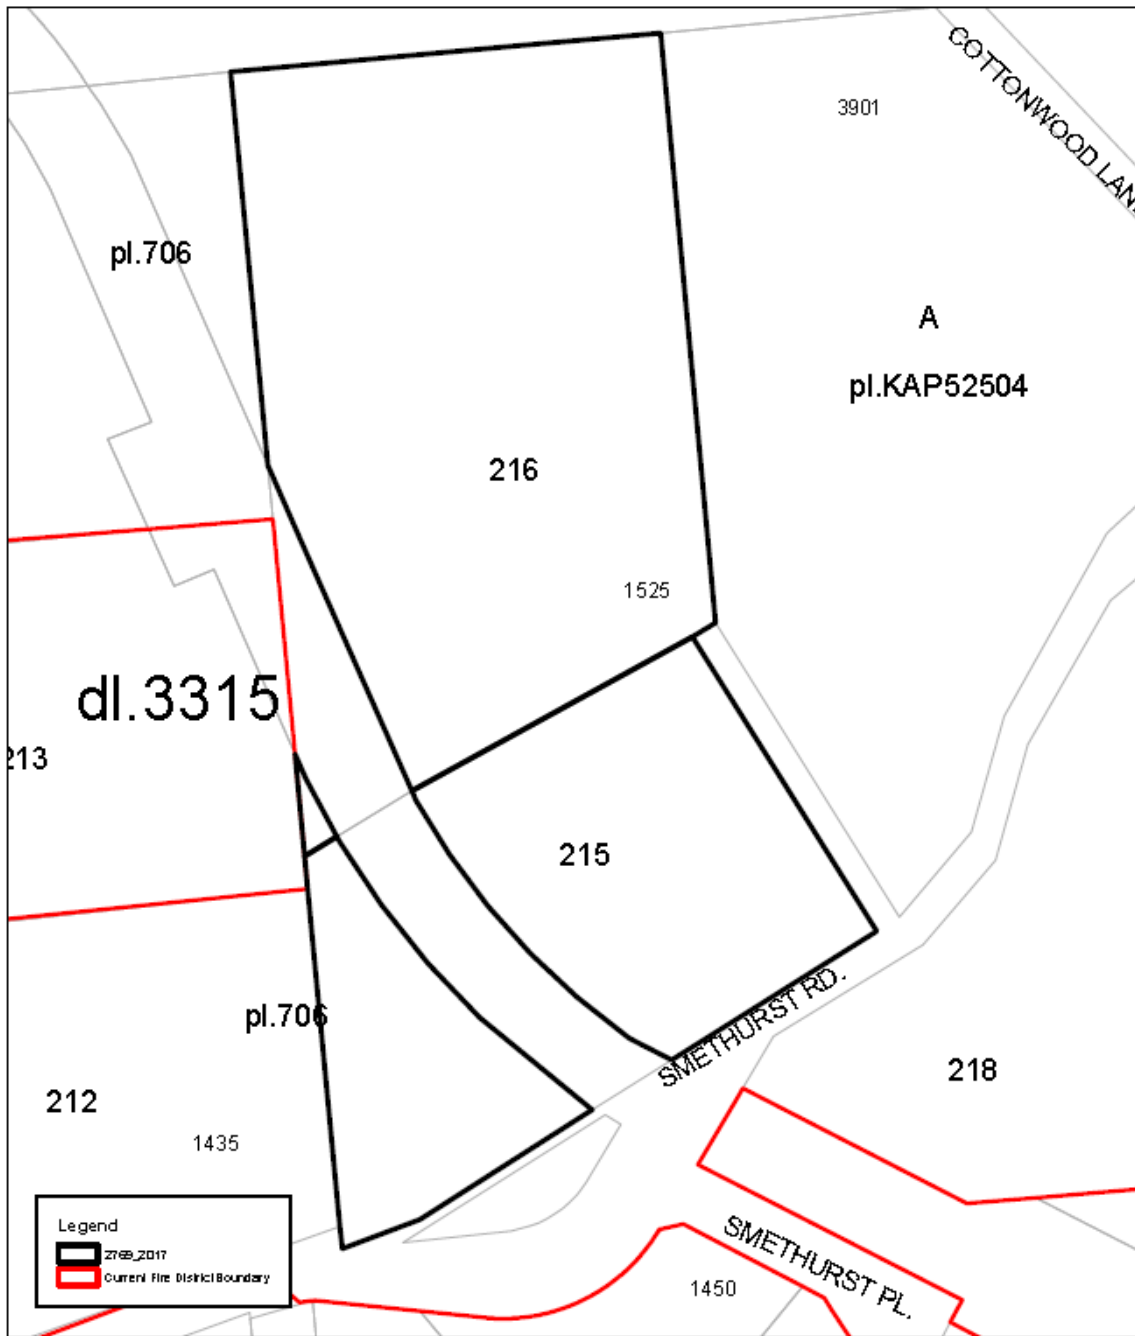 COTTONWOOD LAN
3901
pl.706
A
pl.KAP52504
216
1525
dl.3315
213
215
SMETHURST RD.
pl.706
218
212
1435
SMETHURST PL.
1450
Legend
2769_2017
Current Fire District Boundary